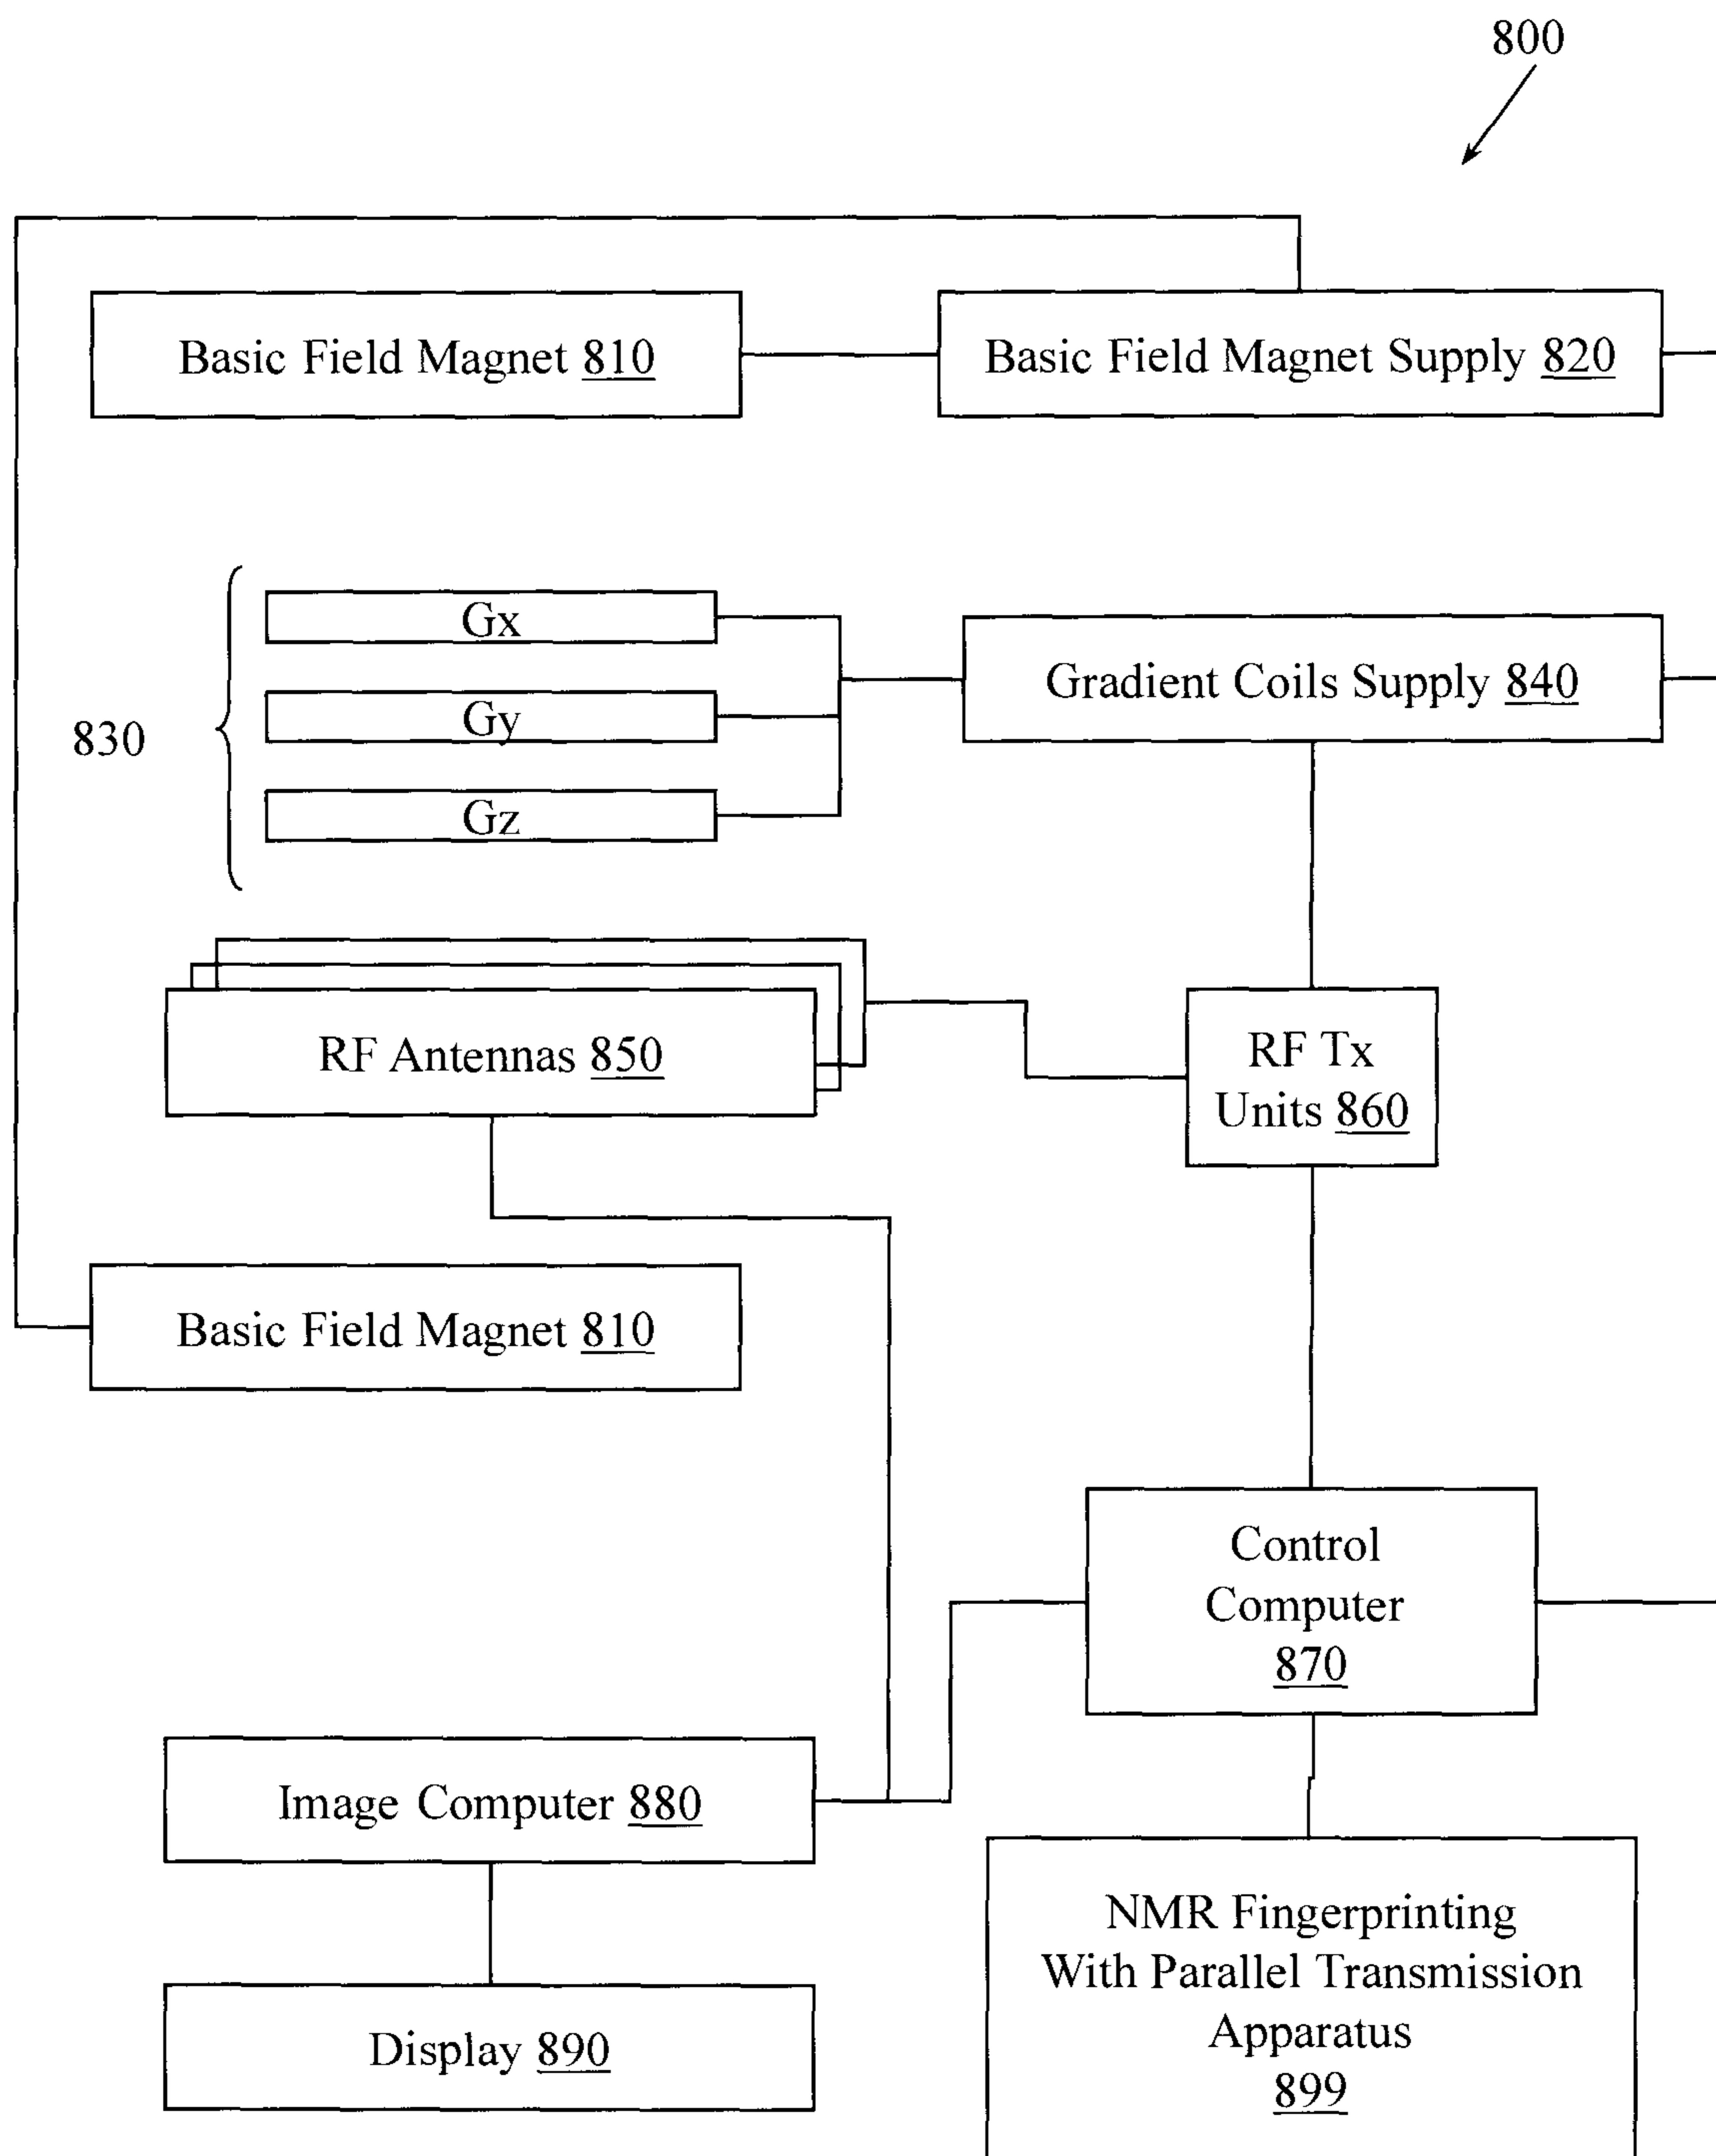 800
Basic Field Magnet 810
Basic Field Magnet Supply 820
Gx
Gy
Gz
830
Gradient Coils Supply 840
RF Antennas 850
RF Tx
Units 860
Basic Field Magnet 810
Control
Computer
870
Image Computer 880
NMR Fingerprinting
With Parallel Transmission
Apparatus
899
Display 890